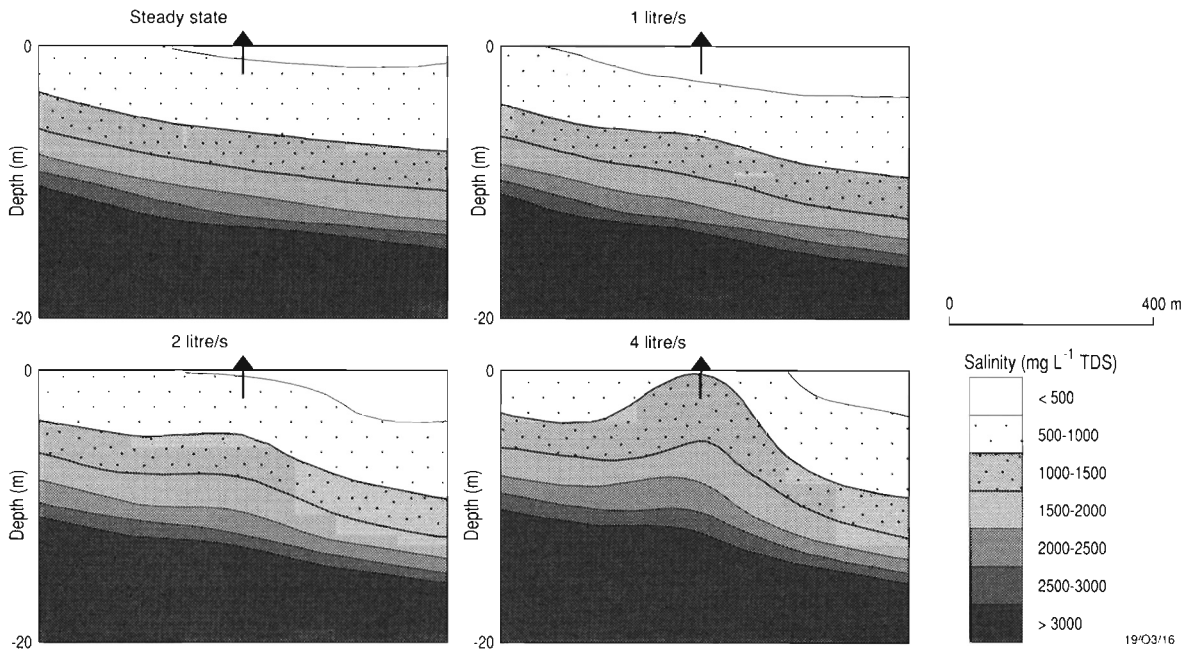 Steady state
0
Depth (m)
-20
1 litre/s
0
Depth (m)
-20
2 litre/s
0
Depth (m)
-20
4 litre/s
0
Depth (m)
-20
0 400 m
Salinity (mg L⁻¹ TDS)
< 500
500-1000
1000-1500
1500-2000
2000-2500
2500-3000
> 3000
19/O3/16